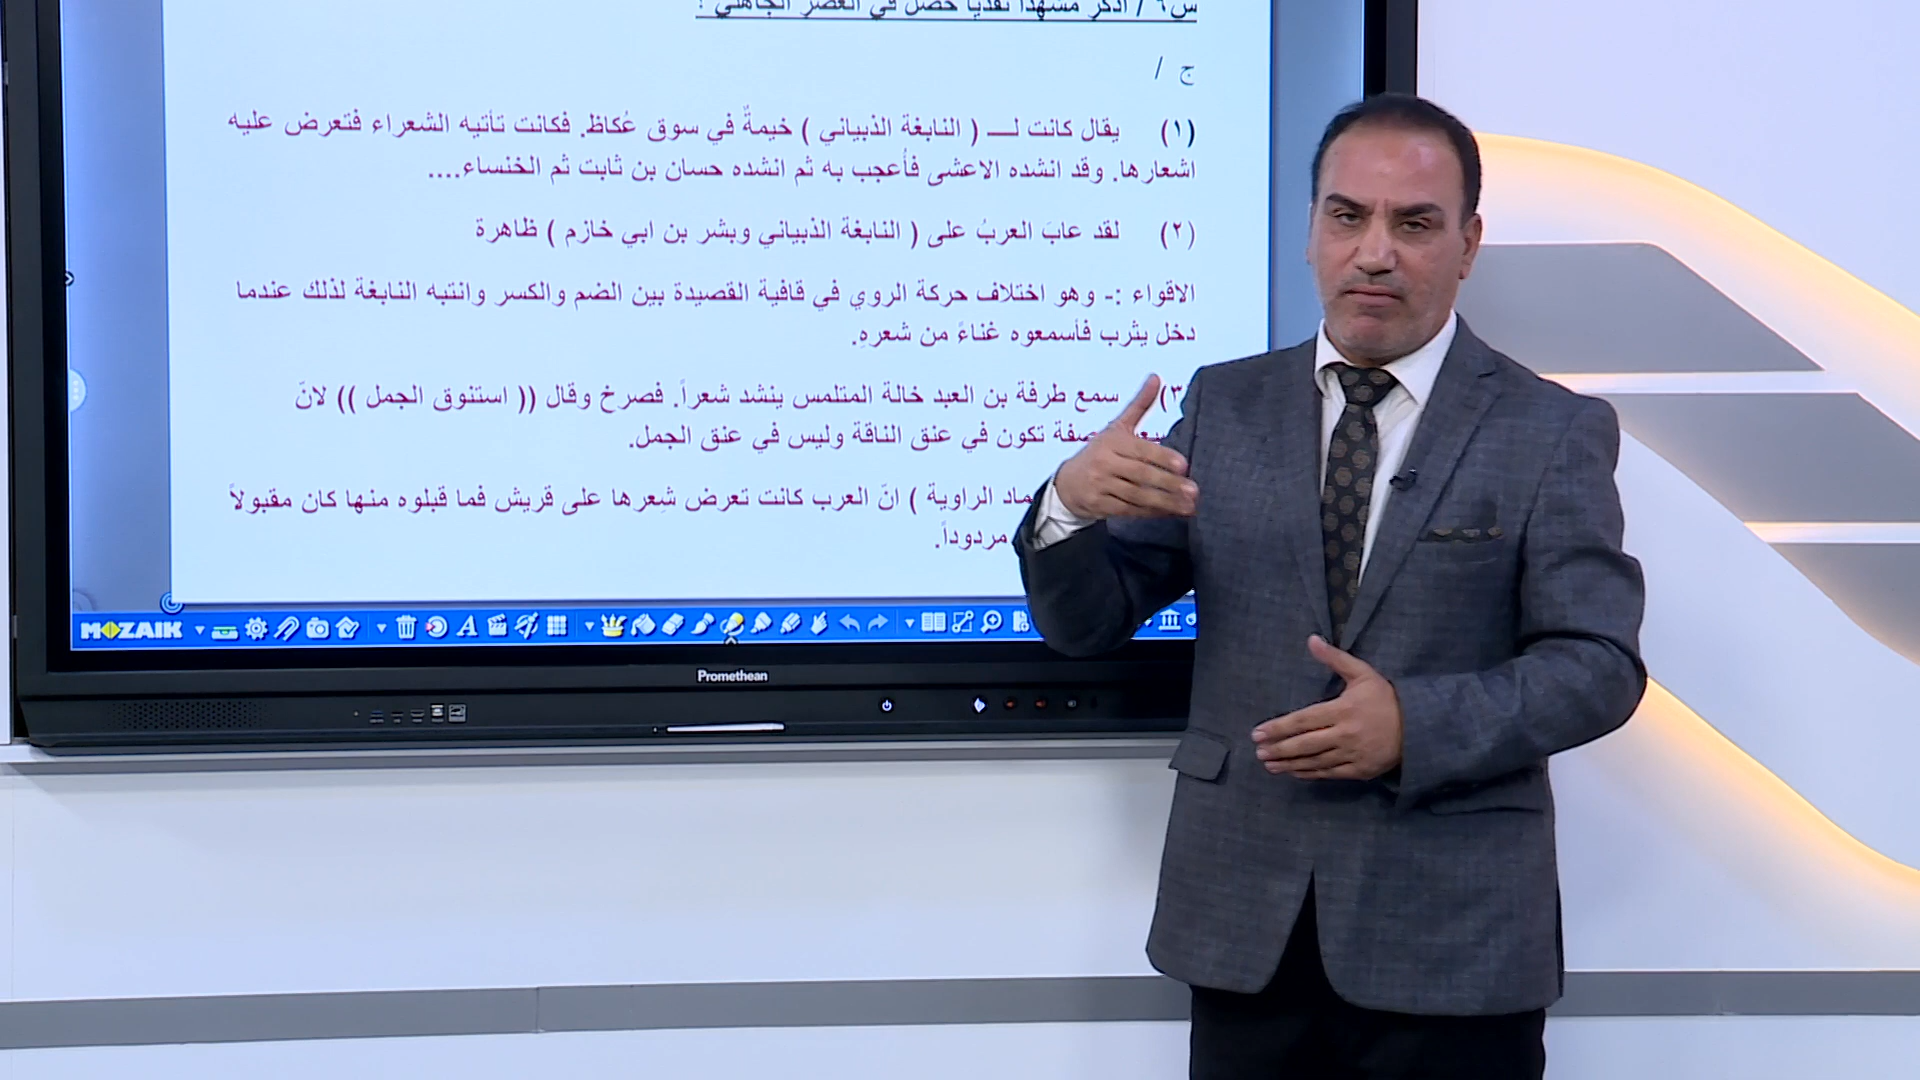 س٦ / اذكر مشهداً نقدياً حصل في العصر الجاهلي ؟
ج /
(١) يقال كانت لـــ ( النابغة الذبياني ) خيمةٌ في سوق عُكاظ. فكانت تأتيه الشعراء فتعرض عليه
اشعارها. وقد انشده الاعشى فأُعجب به ثم انشده حسان بن ثابت ثم الخنساء....
(٢) لقد عابَ العربُ على ( النابغة الذبياني وبشر بن ابي خازم ) ظاهرة
الاقواء :- وهو اختلاف حركة الروي في قافية القصيدة بين الضم والكسر وانتبه النابغة لذلك عندما
دخل يثرب فأسمعوه غناءً من شعرهِ.
(٣) سمع طرفة بن العبد خالة المتلمس ينشد شعراً. فصرخ وقال (( استنوق الجمل )) لانّ
صفة تكون في عنق الناقة وليس في عنق الجمل.
الراوية ) انّ العرب كانت تعرض شِعرها على قريش فما قبلوه منها كان مقبولاً
مردوداً.
MOZAIK
Promethean